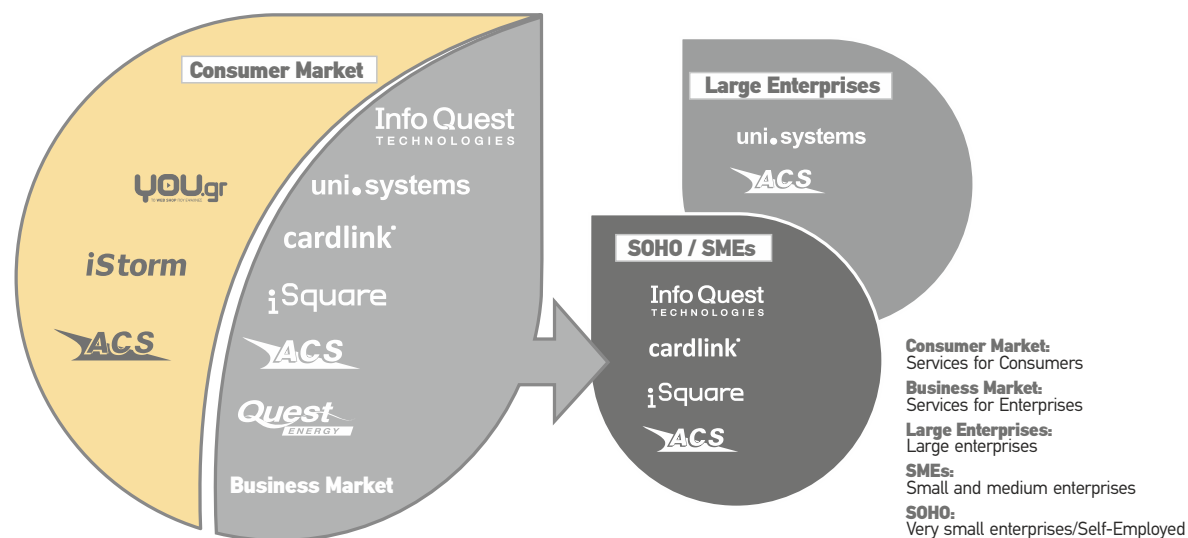 Consumer Market
YOU.gr
iStorm
ACS
Info Quest
TECHNOLOGIES
uni.systems
cardlink
iSquare
ACS
Quest
ENERGY
Business Market
Large Enterprises
uni.systems
ACS
SOHO / SMEs
Info Quest
TECHNOLOGIES
cardlink
iSquare
ACS
Consumer Market:
Services for Consumers
Business Market:
Services for Enterprises
Large Enterprises:
Large enterprises
SMEs:
Small and medium enterprises
SOHO:
Very small enterprises/Self-Employed